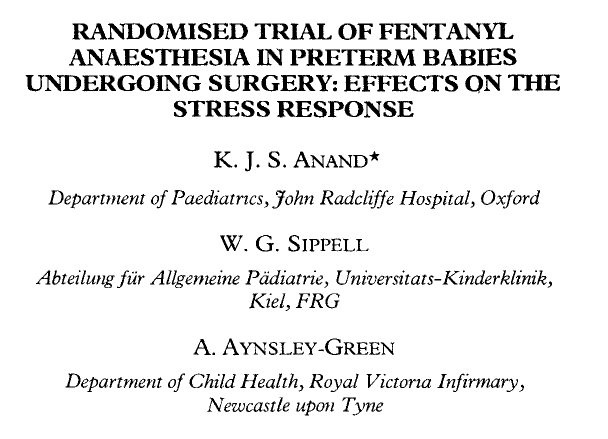 RANDOMISED TRIAL OF FENTANYL
ANAESTHESIA IN PRETERM BABIES
UNDERGOING SURGERY: EFFECTS ON THE
STRESS RESPONSE
K. J. S. ANAND★
Department of Paediatrics, John Radcliffe Hospital, Oxford
W. G. SIPPELL
Abteilung für Allgemeine Pädiatrie, Universitats-Kinderklinik,
Kiel, FRG
A. AYNSLEY-GREEN
Department of Child Health, Royal Victoria Infirmary,
Newcastle upon Tyne